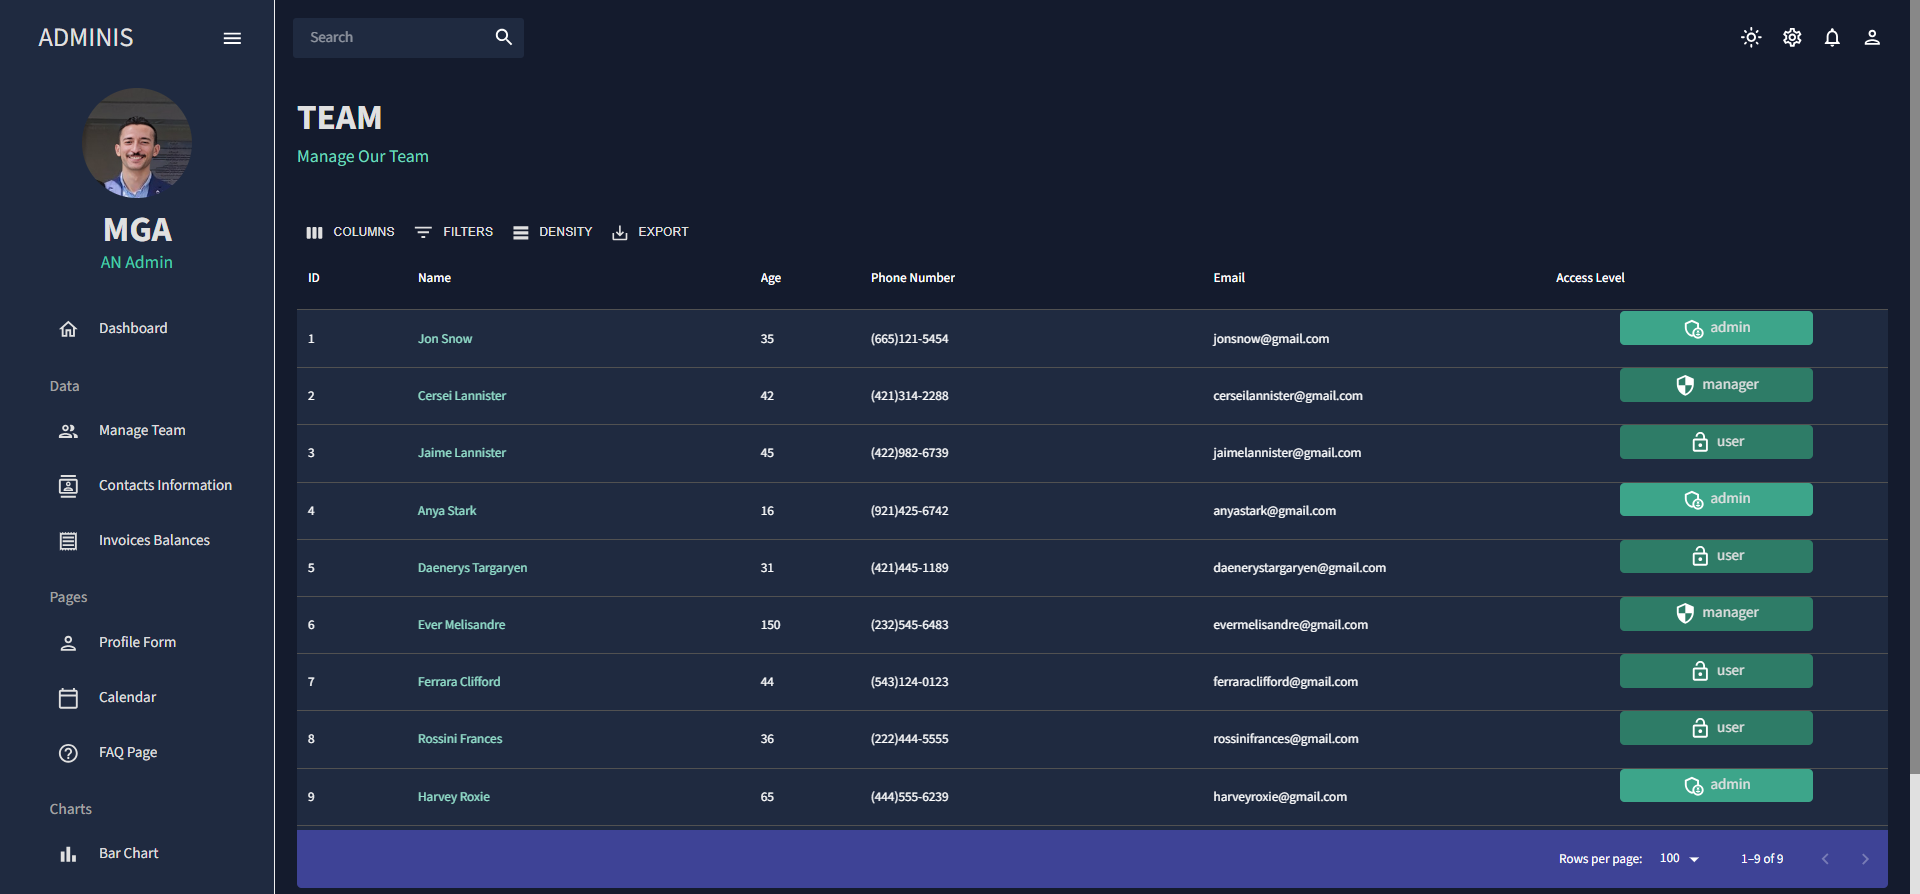 ADMINIS
MGA
AN Admin
Dashboard
Data
Manage Team
Contacts Information
Invoices Balances
Pages
Profile Form
Calendar
FAQ Page
Charts
Bar Chart
Search
TEAM
Manage Our Team
COLUMNS FILTERS DENSITY EXPORT
ID Name Age Phone Number Email Access Level
1 Jon Snow 35 (665)121-5454 jonsnow@gmail.com admin
2 Cersei Lannister 42 (421)314-2288 cerseilannister@gmail.com manager
3 Jaime Lannister 45 (422)982-6739 jaimelannister@gmail.com user
4 Anya Stark 16 (921)425-6742 anyastark@gmail.com admin
5 Daenerys Targaryen 31 (421)445-1189 daenerystargaryen@gmail.com user
6 Ever Melisandre 150 (232)545-6483 evermelisandre@gmail.com manager
7 Ferrara Clifford 44 (543)124-0123 ferraraclifford@gmail.com user
8 Rossini Frances 36 (222)444-5555 rossinifrances@gmail.com user
9 Harvey Roxie 65 (444)555-6239 harveyroxie@gmail.com admin
Rows per page: 100 1–9 of 9